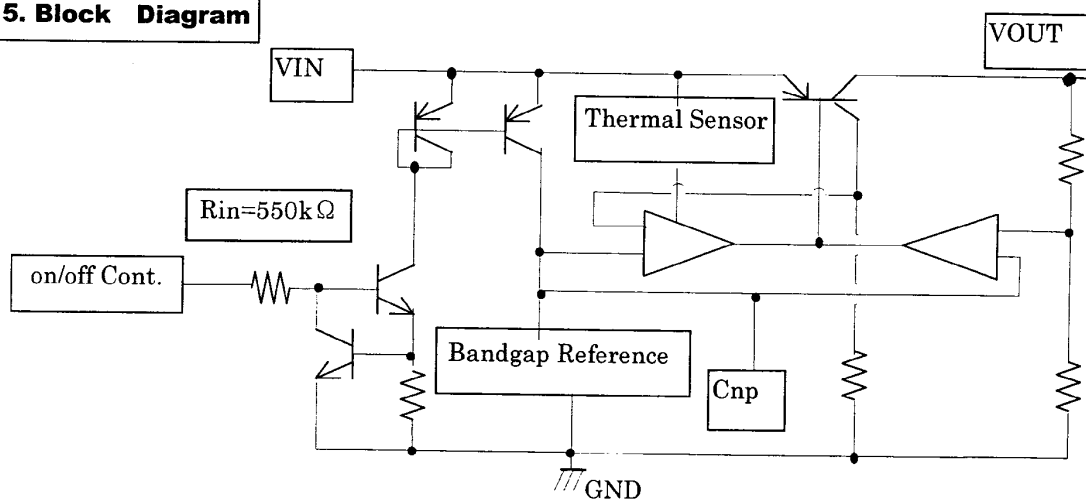 5. Block Diagram
VIN
VOUT
Thermal Sensor
Rin=550kΩ
on/off Cont.
Bandgap Reference
Cnp
GND